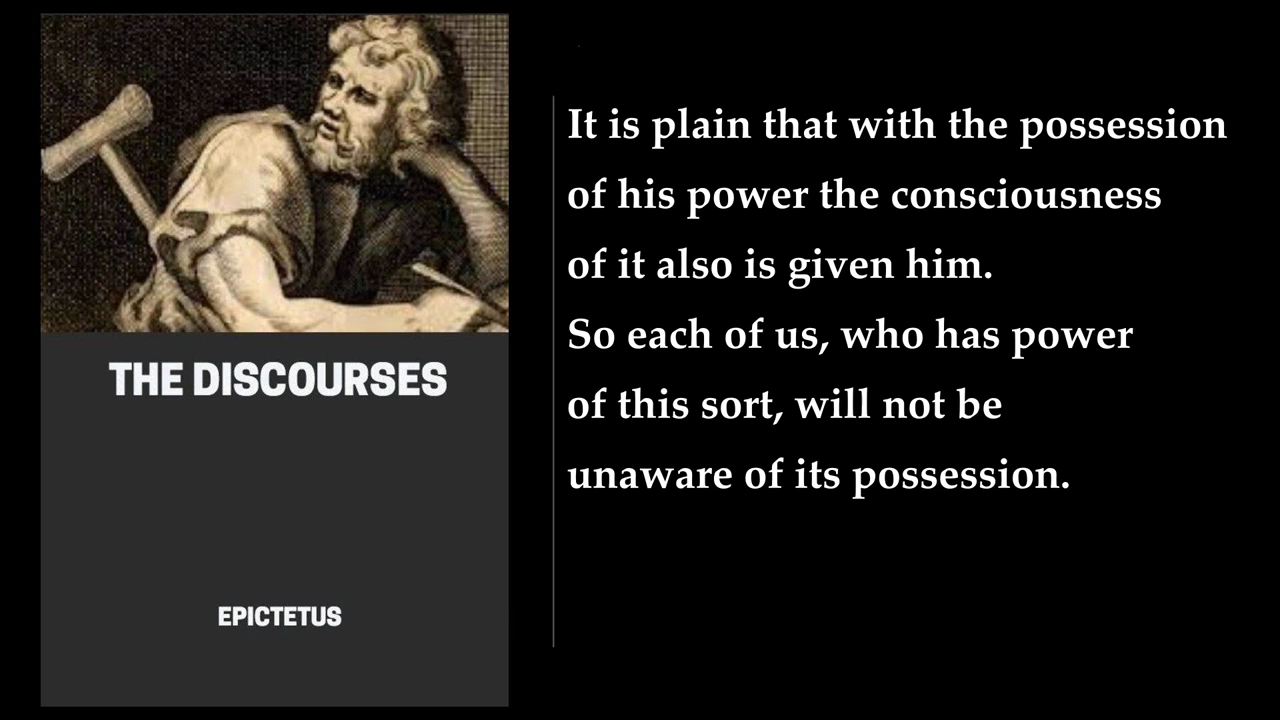 THE DISCOURSES
EPICTETUS
It is plain that with the possession
of his power the consciousness
of it also is given him.
So each of us, who has power
of this sort, will not be
unaware of its possession.